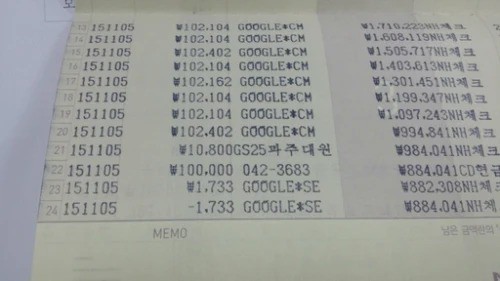 13 151105 ₩102.104 GOOGLE*CM ₩1.710.223NH체크
14 151105 ₩102.104 GOOGLE*CM ₩1.608.119NH체크
15 151105 ₩102.402 GOOGLE*CM ₩1.505.717NH체크
16 151105 ₩102.104 GOOGLE*CM ₩1.403.613NH체크
17 151105 ₩102.162 GOOGLE*CM ₩1.301.451NH체크
18 151105 ₩102.104 GOOGLE*CM ₩1.199.347NH체크
19 151105 ₩102.104 GOOGLE*CM ₩1.097.243NH체크
20 151105 ₩102.402 GOOGLE*CM ₩994.841NH체크
21 151105 ₩10.800GS25파주대원 ₩984.041NH체크
22 151105 ₩100.000 042-3683 ₩884.041CD현금
23 151105 ₩1.733 GOOGLE*SE ₩882.308NH체크
24 151105 -1.733 GOOGLE*SE ₩884.041NH체
MEMO 남은 금액란의